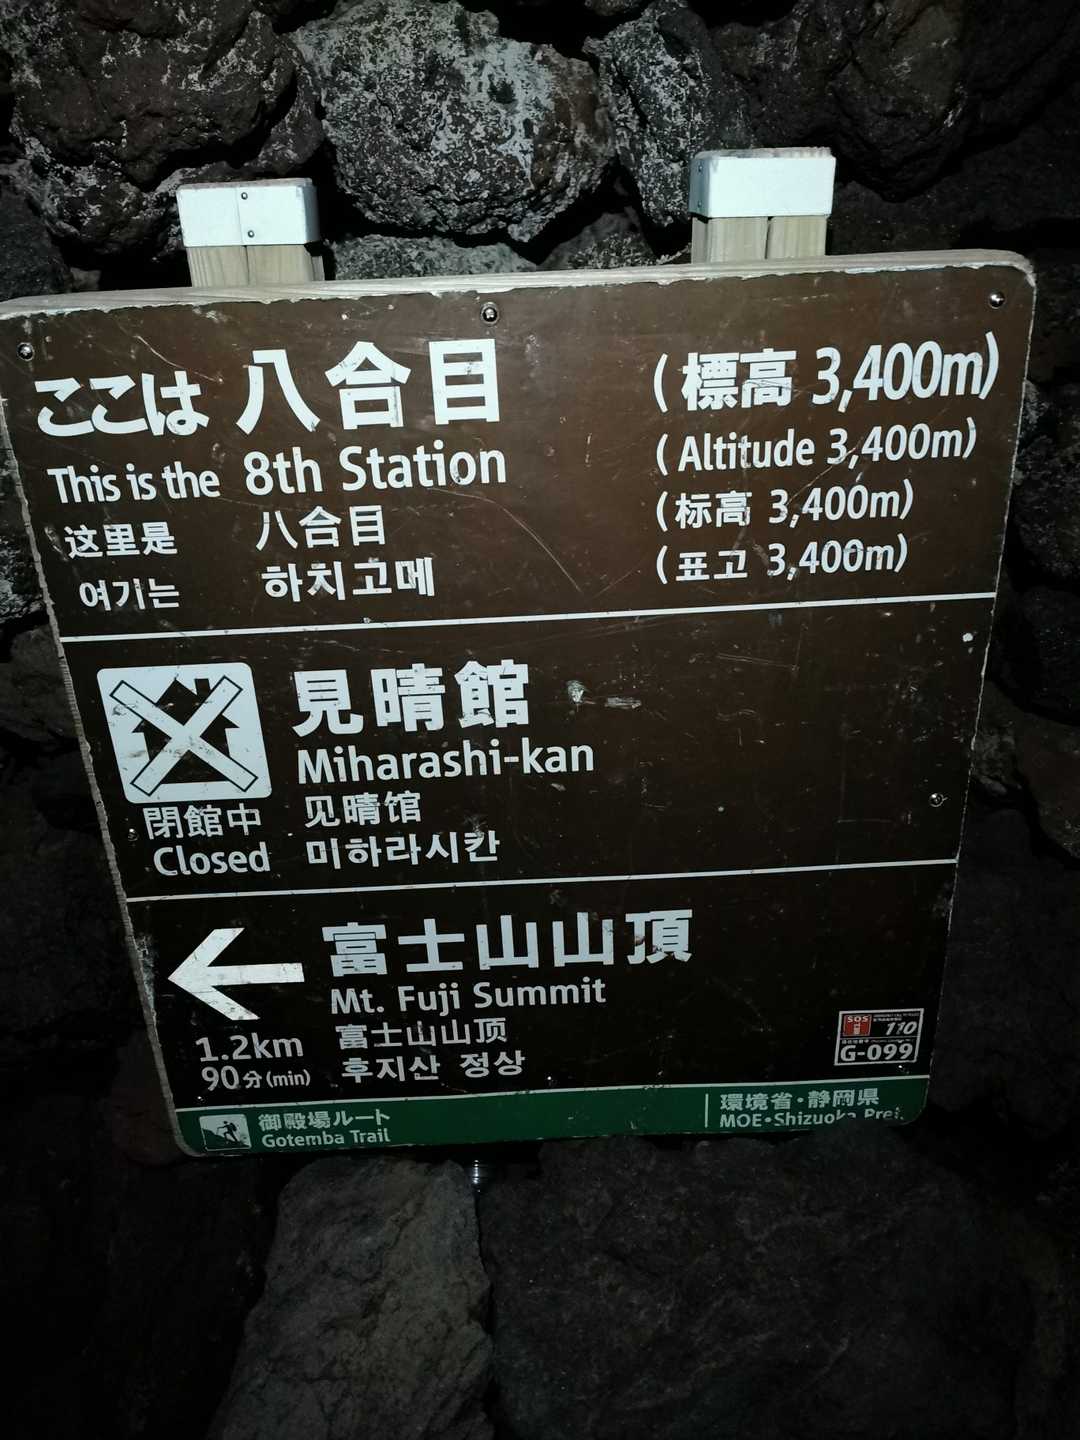 ここは 八合目 (標高 3,400m)
This is the 8th Station (Altitude 3,400m)
这里是 八合目 (标高 3,400m)
여기는 하치고메 (표고 3,400m)
見晴館
Miharashi-kan
见晴馆
미하라시칸
閉館中
Closed
富士山山頂
Mt. Fuji Summit
富士山山顶
후지산 정상
1.2km
90分(min)
SOS
110
G-099
御殿場ルート
Gotemba Trail
環境省・静岡県
MOE・Shizuoka Pref.